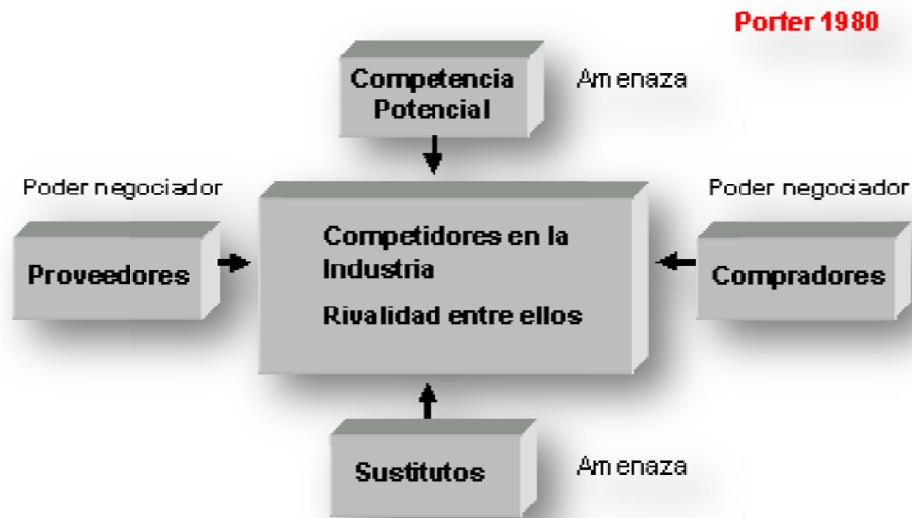 Porter 1980
Competencia
Potencial
Amenaza
Poder negociador
Poder negociador
Proveedores
Competidores en la
Industria
Rivalidad entre ellos
Compradores
Sustitutos
Amenaza